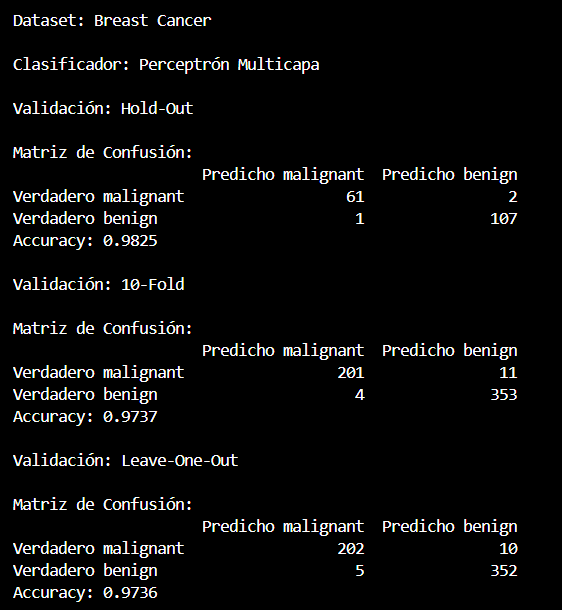 Dataset: Breast Cancer
Clasificador: Perceptrón Multicapa
Validación: Hold-Out
Matriz de Confusión:
Predicho malignant Predicho benign
Verdadero malignant 61 2
Verdadero benign 1 107
Accuracy: 0.9825
Validación: 10-Fold
Matriz de Confusión:
Predicho malignant Predicho benign
Verdadero malignant 201 11
Verdadero benign 4 353
Accuracy: 0.9737
Validación: Leave-One-Out
Matriz de Confusión:
Predicho malignant Predicho benign
Verdadero malignant 202 10
Verdadero benign 5 352
Accuracy: 0.9736